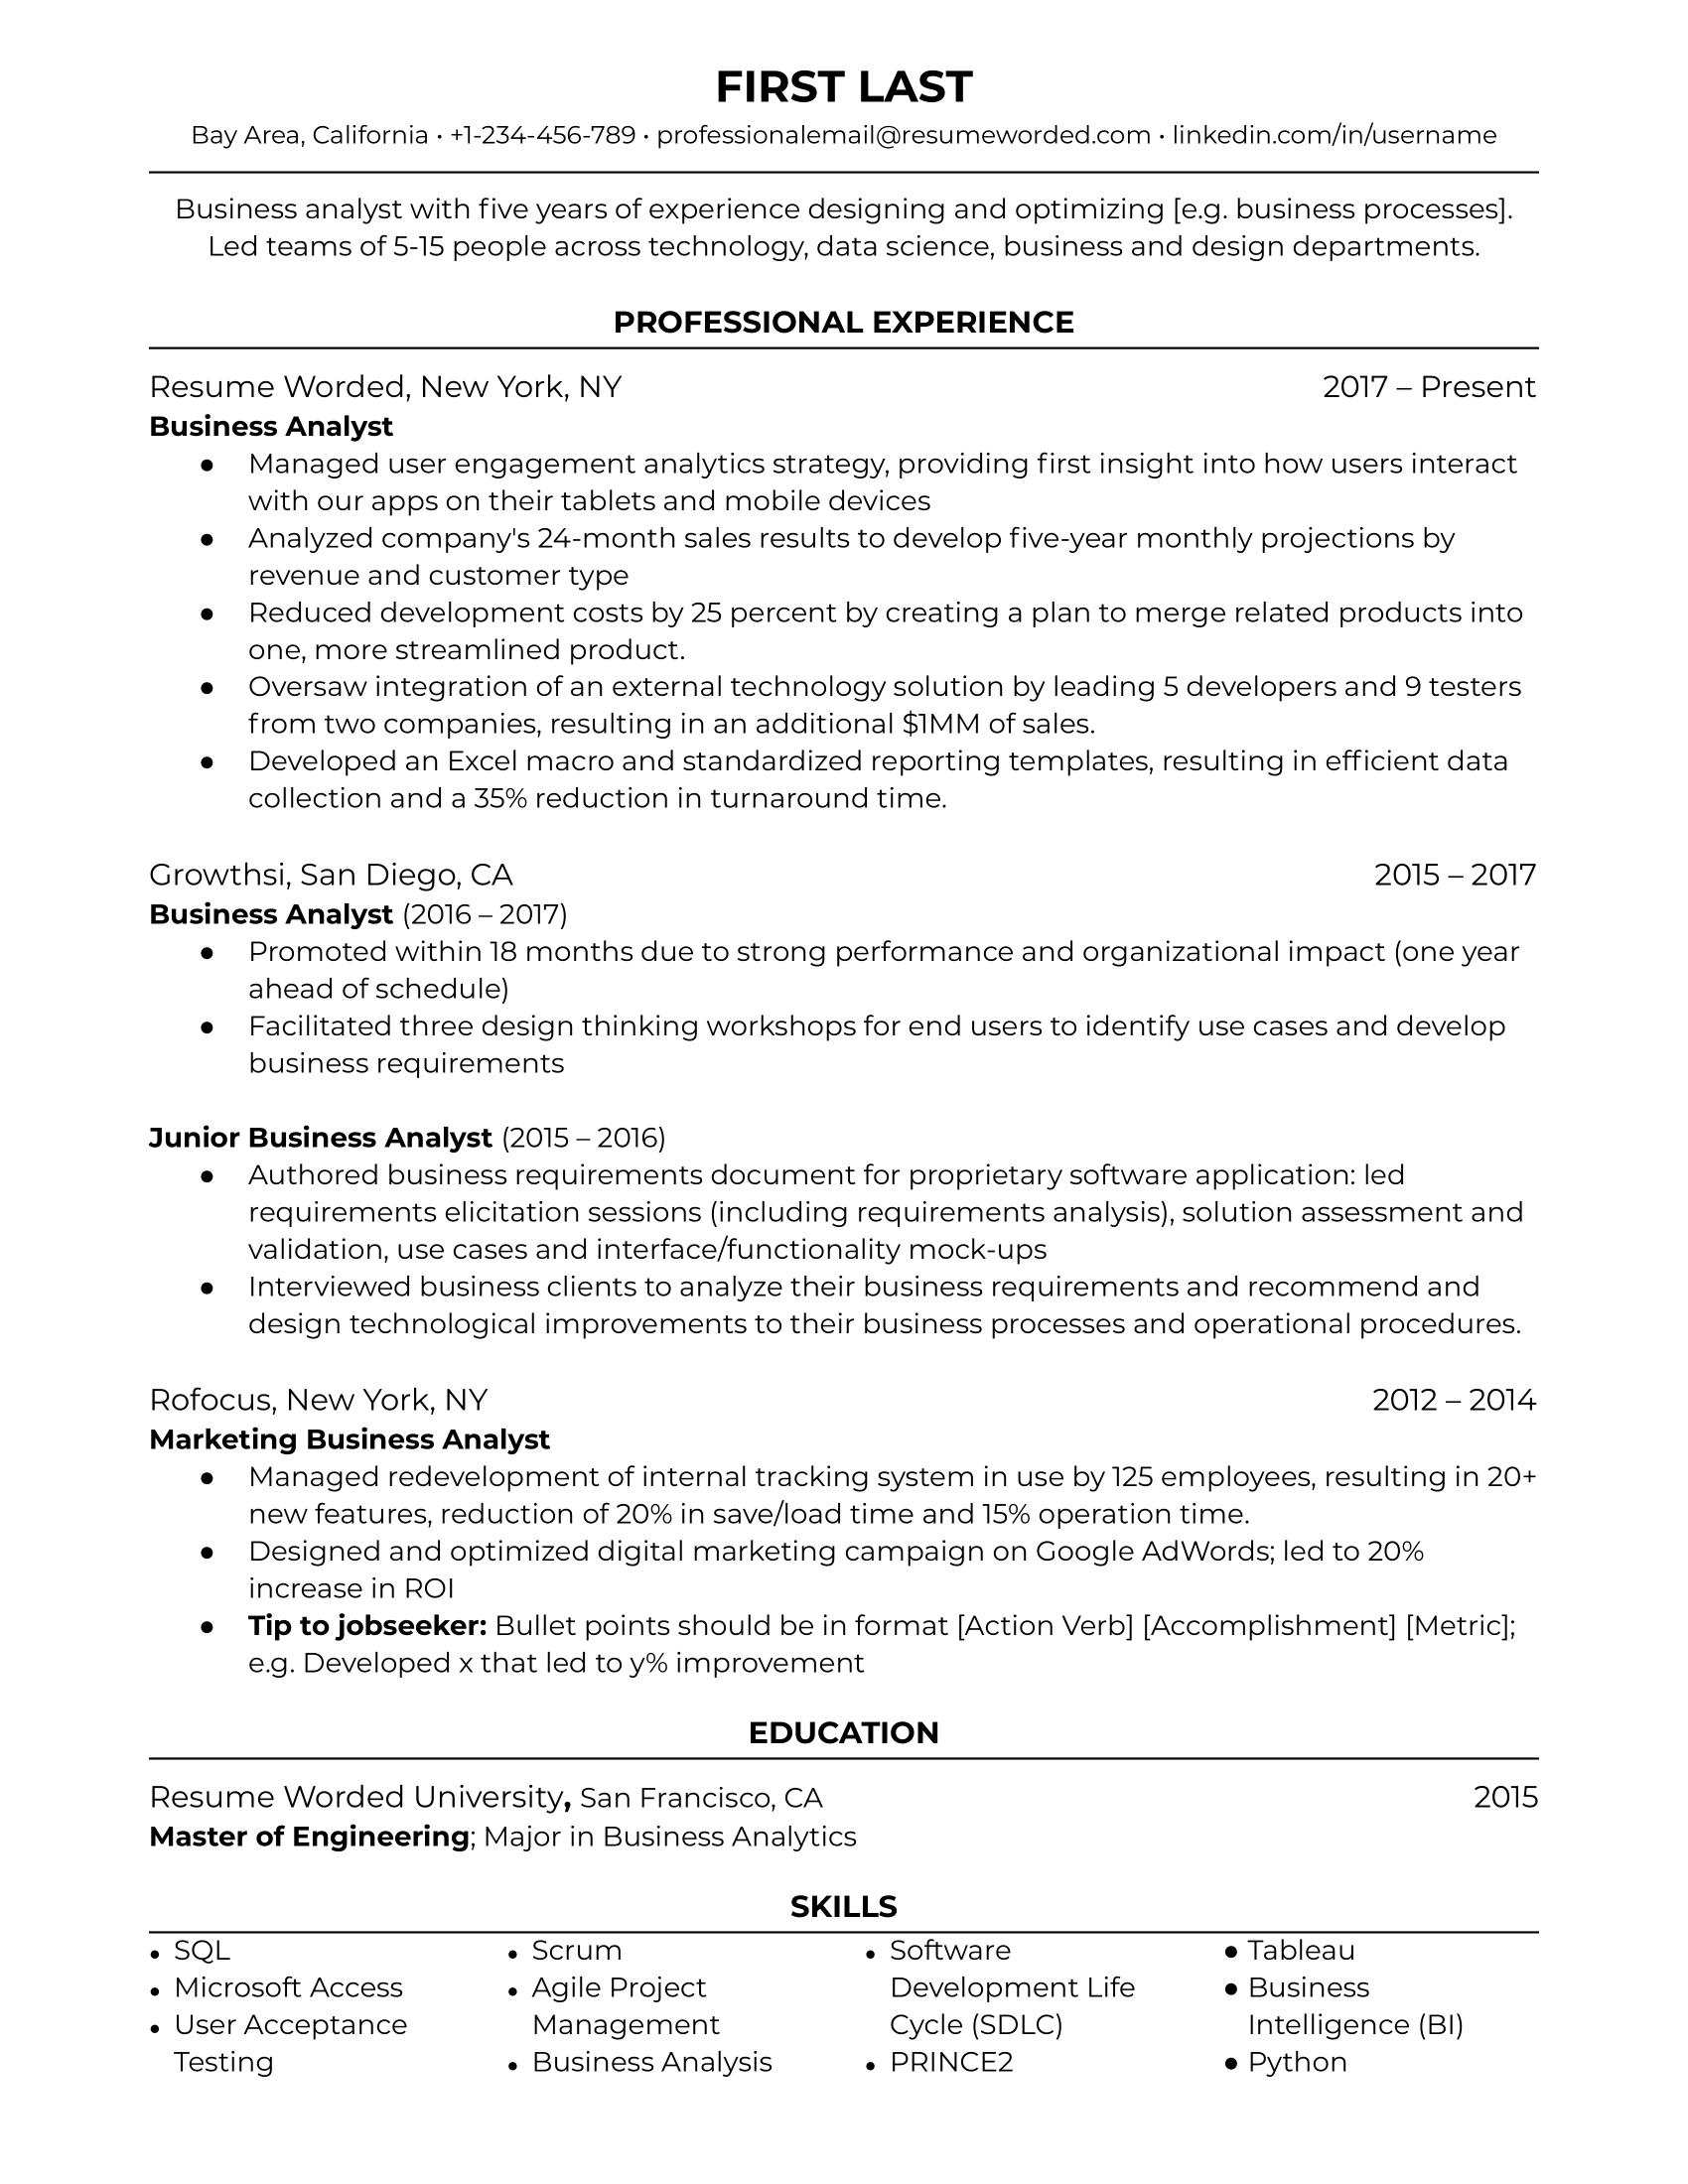 FIRST LAST
Bay Area, California • +1-234-456-789 • professionalemail@resumeworded.com • linkedin.com/in/username
Business analyst with five years of experience designing and optimizing [e.g. business processes].
Led teams of 5-15 people across technology, data science, business and design departments.
PROFESSIONAL EXPERIENCE
Resume Worded, New York, NY 2017 – Present
Business Analyst
● Managed user engagement analytics strategy, providing first insight into how users interact
with our apps on their tablets and mobile devices
● Analyzed company's 24-month sales results to develop five-year monthly projections by
revenue and customer type
● Reduced development costs by 25 percent by creating a plan to merge related products into
one, more streamlined product.
● Oversaw integration of an external technology solution by leading 5 developers and 9 testers
from two companies, resulting in an additional $1MM of sales.
● Developed an Excel macro and standardized reporting templates, resulting in efficient data
collection and a 35% reduction in turnaround time.
Growthsi, San Diego, CA 2015 – 2017
Business Analyst (2016 – 2017)
● Promoted within 18 months due to strong performance and organizational impact (one year
ahead of schedule)
● Facilitated three design thinking workshops for end users to identify use cases and develop
business requirements
Junior Business Analyst (2015 – 2016)
● Authored business requirements document for proprietary software application: led
requirements elicitation sessions (including requirements analysis), solution assessment and
validation, use cases and interface/functionality mock-ups
● Interviewed business clients to analyze their business requirements and recommend and
design technological improvements to their business processes and operational procedures.
Rofocus, New York, NY 2012 – 2014
Marketing Business Analyst
● Managed redevelopment of internal tracking system in use by 125 employees, resulting in 20+
new features, reduction of 20% in save/load time and 15% operation time.
● Designed and optimized digital marketing campaign on Google AdWords; led to 20%
increase in ROI
● Tip to jobseeker: Bullet points should be in format [Action Verb] [Accomplishment] [Metric];
e.g. Developed x that led to y% improvement
EDUCATION
Resume Worded University, San Francisco, CA 2015
Master of Engineering; Major in Business Analytics
SKILLS
● SQL
● Microsoft Access
● User Acceptance
Testing
● Scrum
● Agile Project
Management
● Business Analysis
● Software
Development Life
Cycle (SDLC)
● PRINCE2
● Tableau
● Business
Intelligence (BI)
● Python